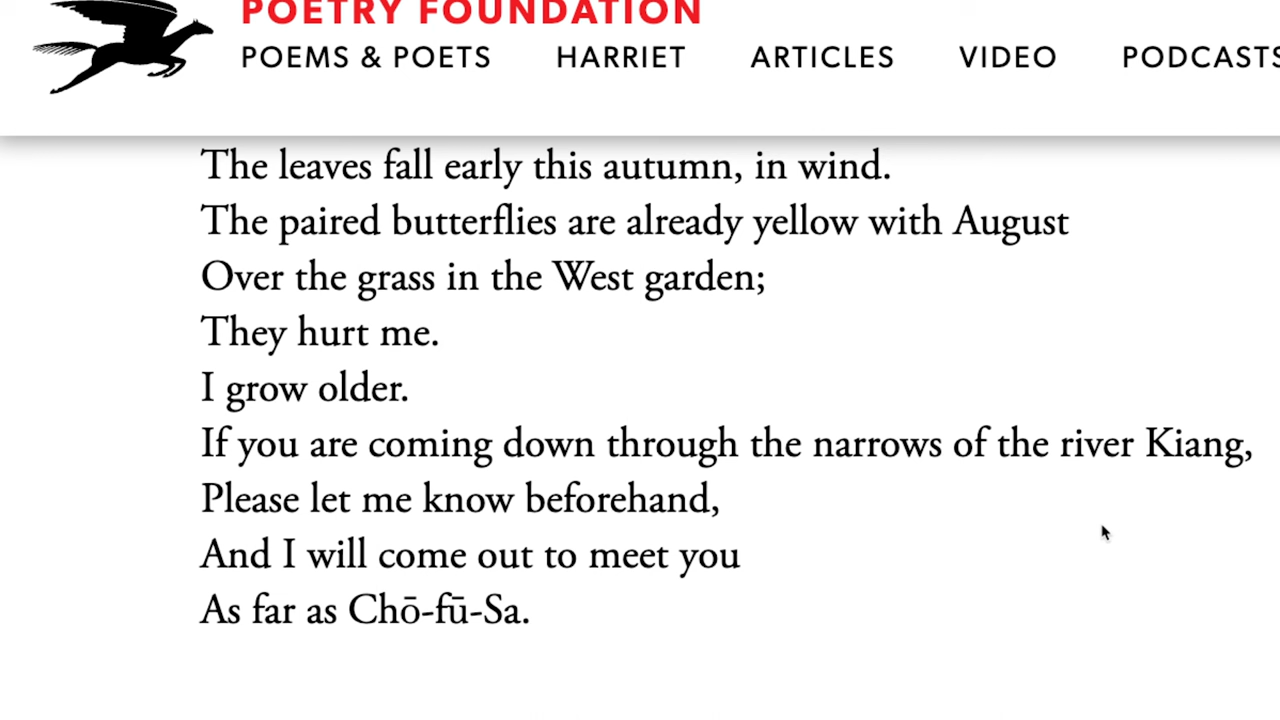 POETRY FOUNDATION
POEMS & POETS HARRIET ARTICLES VIDEO PODCASTS
The leaves fall early this autumn, in wind.
The paired butterflies are already yellow with August
Over the grass in the West garden;
They hurt me.
I grow older.
If you are coming down through the narrows of the river Kiang,
Please let me know beforehand,
And I will come out to meet you
As far as Chō-fū-Sa.